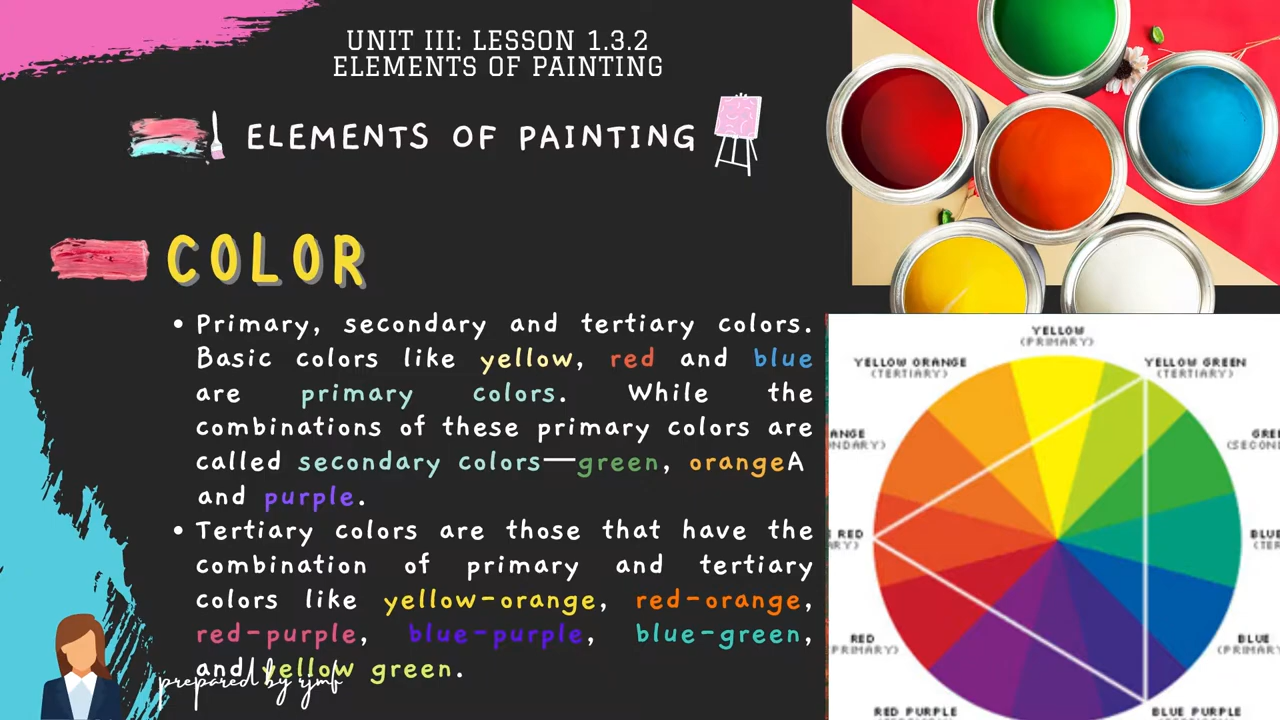 UNIT III: LESSON 1.3.2
ELEMENTS OF PAINTING
ELEMENTS OF PAINTING
COLOR
• Primary, secondary and tertiary colors.
Basic colors like yellow, red and blue
are primary colors. While the
combinations of these primary colors are
called secondary colors—green, orangeA
and purple.
• Tertiary colors are those that have the
combination of primary and tertiary
colors like yellow-orange, red-orange,
red-purple, blue-purple, blue-green,
and yellow green.
prepared by rjmf
YELLOW
(PRIMARY)
YELLOW ORANGE
(TERTIARY)
YELLOW GREEN
(TERTIARY)
RED
BLUE
RED
PRIMARY)
BLUE
(PRIMARY
RED PURPLE
BLUE PURPLE